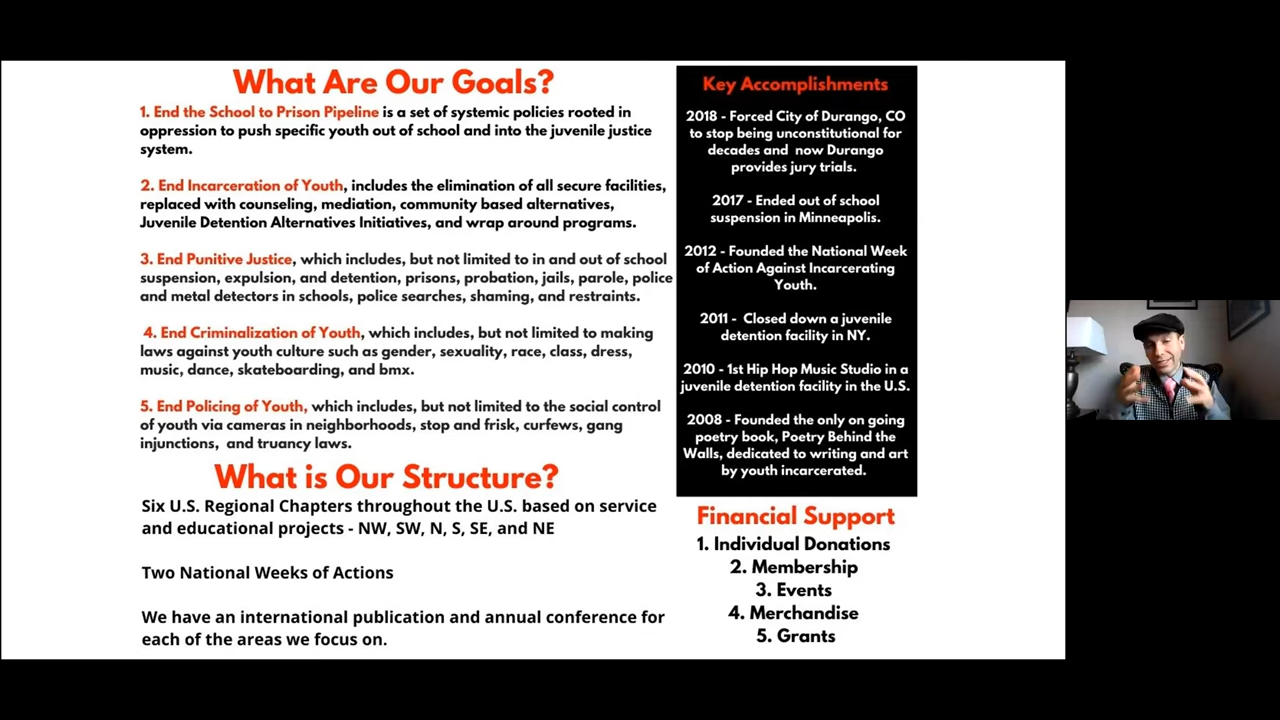 What Are Our Goals?
1. End the School to Prison Pipeline is a set of systemic policies rooted in
oppression to push specific youth out of school and into the juvenile justice
system.
2. End Incarceration of Youth, includes the elimination of all secure facilities,
replaced with counseling, mediation, community based alternatives,
Juvenile Detention Alternatives Initiatives, and wrap around programs.
3. End Punitive Justice, which includes, but not limited to in and out of school
suspension, expulsion, and detention, prisons, probation, jails, parole, police
and metal detectors in schools, police searches, shaming, and restraints.
4. End Criminalization of Youth, which includes, but not limited to making
laws against youth culture such as gender, sexuality, race, class, dress,
music, dance, skateboarding, and bmx.
5. End Policing of Youth, which includes, but not limited to the social control
of youth via cameras in neighborhoods, stop and frisk, curfews, gang
injunctions, and truancy laws.
What is Our Structure?
Six U.S. Regional Chapters throughout the U.S. based on service
and educational projects - NW, SW, N, S, SE, and NE
Two National Weeks of Actions
We have an international publication and annual conference for
each of the areas we focus on.
Key Accomplishments
2018 - Forced City of Durango, CO
to stop being unconstitutional for
decades and now Durango
provides jury trials.
2017 - Ended out of school
suspension in Minneapolis.
2012 - Founded the National Week
of Action Against Incarcerating
Youth.
2011 - Closed down a juvenile
detention facility in NY.
2010 - 1st Hip Hop Music Studio in a
juvenile detention facility in the U.S.
2008 - Founded the only on going
poetry book, Poetry Behind the
Walls, dedicated to writing and art
by youth incarcerated.
Financial Support
1. Individual Donations
2. Membership
3. Events
4. Merchandise
5. Grants